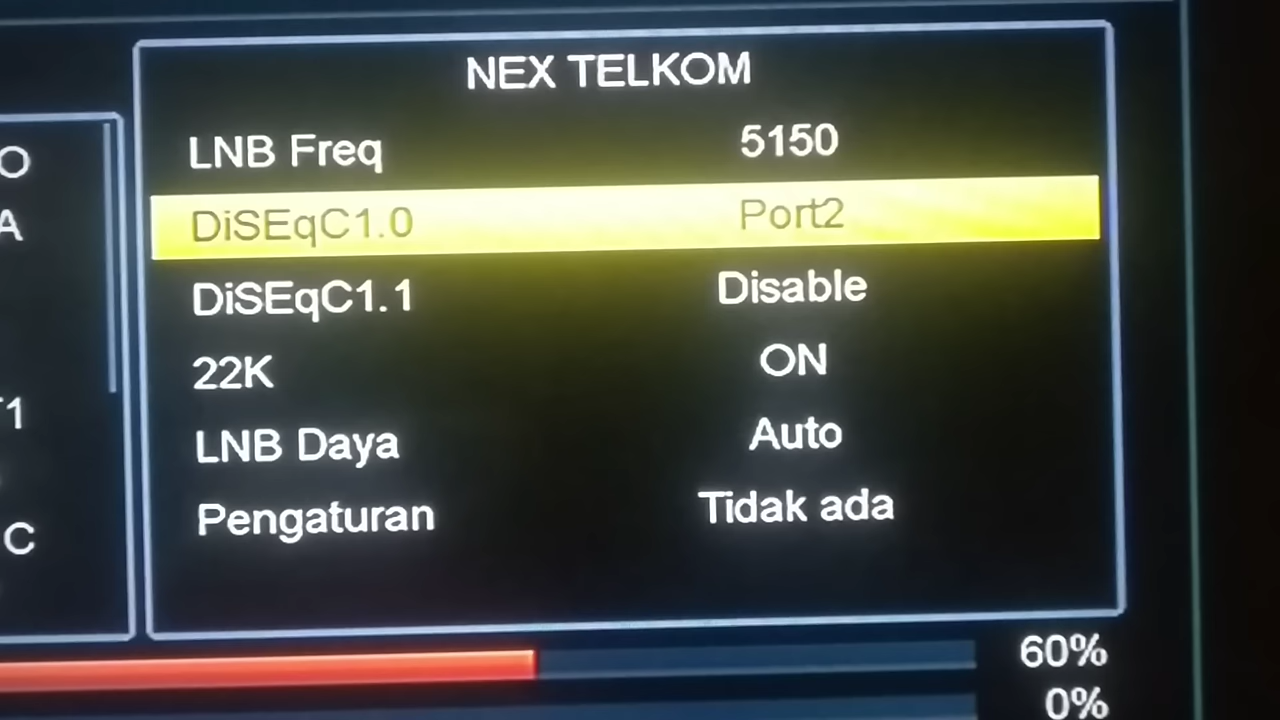 NEX TELKOM
LNB Freq 5150
DiSEqC1.0 Port2
DiSEqC1.1 Disable
22K ON
LNB Daya Auto
Pengaturan Tidak ada
O
A
1
C
60%
0%